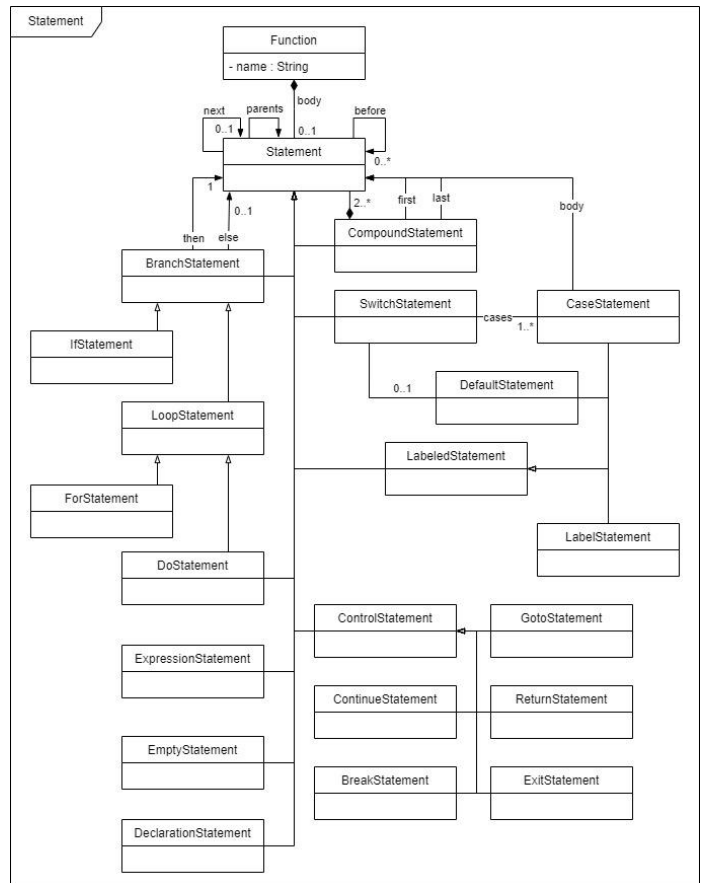 Statement
Function
- name : String
body
next
parents
before
0..1
0..1
Statement
0..*
1
0..1
2..*
first
last
body
then
else
CompoundStatement
BranchStatement
SwitchStatement
CaseStatement
cases
1..*
IfStatement
0..1
DefaultStatement
LoopStatement
LabeledStatement
ForStatement
LabelStatement
DoStatement
ControlStatement
GotoStatement
ExpressionStatement
ContinueStatement
ReturnStatement
EmptyStatement
BreakStatement
ExitStatement
DeclarationStatement